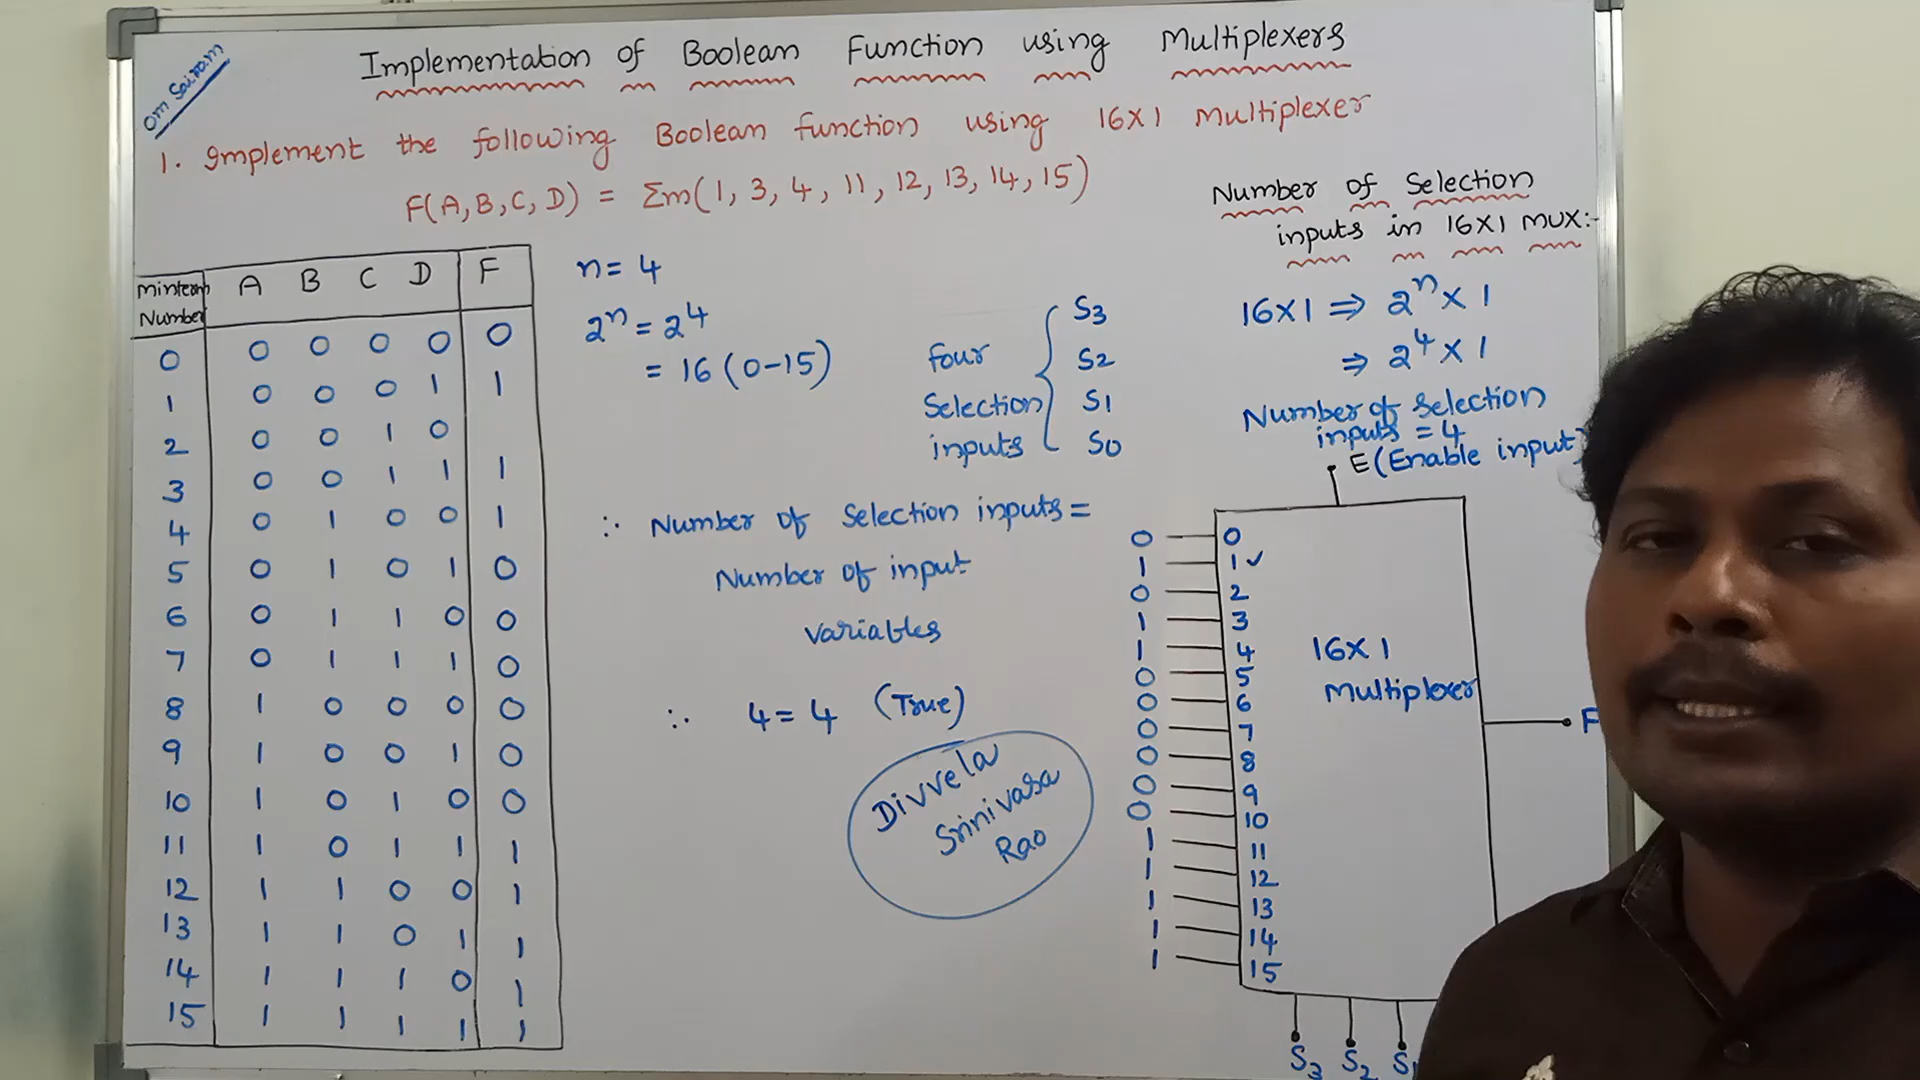 Om Sairam
Implementation of Boolean Function using Multiplexers
1. Implement the following Boolean function using 16X1 Multiplexer
F(A,B,C,D) = Σm(1, 3, 4, 11, 12, 13, 14, 15)
Minterm Number A B C D F
0 0 0 0 0 0
1 0 0 0 1 1
2 0 0 1 0
3 0 0 1 1 1
4 0 1 0 0 1
5 0 1 0 1 0
6 0 1 1 0 0
7 0 1 1 1 0
8 1 0 0 0 0
9 1 0 0 1 0
10 1 0 1 0 0
11 1 0 1 1 1
12 1 1 0 0 1
13 1 1 0 1 1
14 1 1 1 0 1
15 1 1 1 1 1
n = 4
2ⁿ = 2⁴
= 16 (0-15)
four
Selection
inputs
S3
S2
S1
S0
∴ Number of Selection inputs =
Number of input
variables
∴ 4 = 4 (True)
Divvela
Srinivasa
Rao
Number of Selection
inputs in 16X1 MUX:-
16X1 ⇒ 2ⁿ X 1
⇒ 2⁴ X 1
Number of Selection
inputs = 4
E (Enable input)
0 0
1 1 ✓
0 2
1 3
1 4
0 5
0 6
0 7
0 8
0 9
0 10
1 11
1 12
1 13
1 14
1 15
16X1
Multiplexer
F
S3 S2 S1